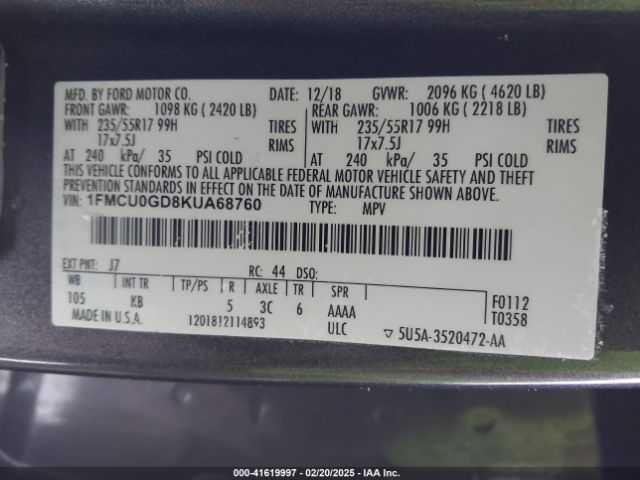 MFD. BY FORD MOTOR CO. DATE: 12/18 GVWR: 2096 KG ( 4620 LB)
FRONT GAWR: 1098 KG ( 2420 LB) REAR GAWR: 1006 KG ( 2218 LB)
WITH 235/55R17 99H TIRES WITH 235/55R17 99H TIRES
17x7.5J RIMS 17x7.5J RIMS
AT 240 kPa/ 35 PSI COLD AT 240 kPa/ 35 PSI COLD
THIS VEHICLE CONFORMS TO ALL APPLICABLE FEDERAL MOTOR VEHICLE SAFETY AND THEFT
PREVENTION STANDARDS IN EFFECT ON THE DATE OF MANUFACTURE SHOWN ABOVE.
VIN: 1FMCU0GD8KUA68760 TYPE: MPV
EXT PNT: J7 RC: 44 DSO:
WB INT TR TP/PS R AXLE TR SPR
105 KB 5 3C 6 AAAA F0112
MADE IN U.S.A. 1201812114893 ULC T0358
▽ 5U5A-3520472-AA
000-41619997 - 02/20/2025 - IAAI.COM